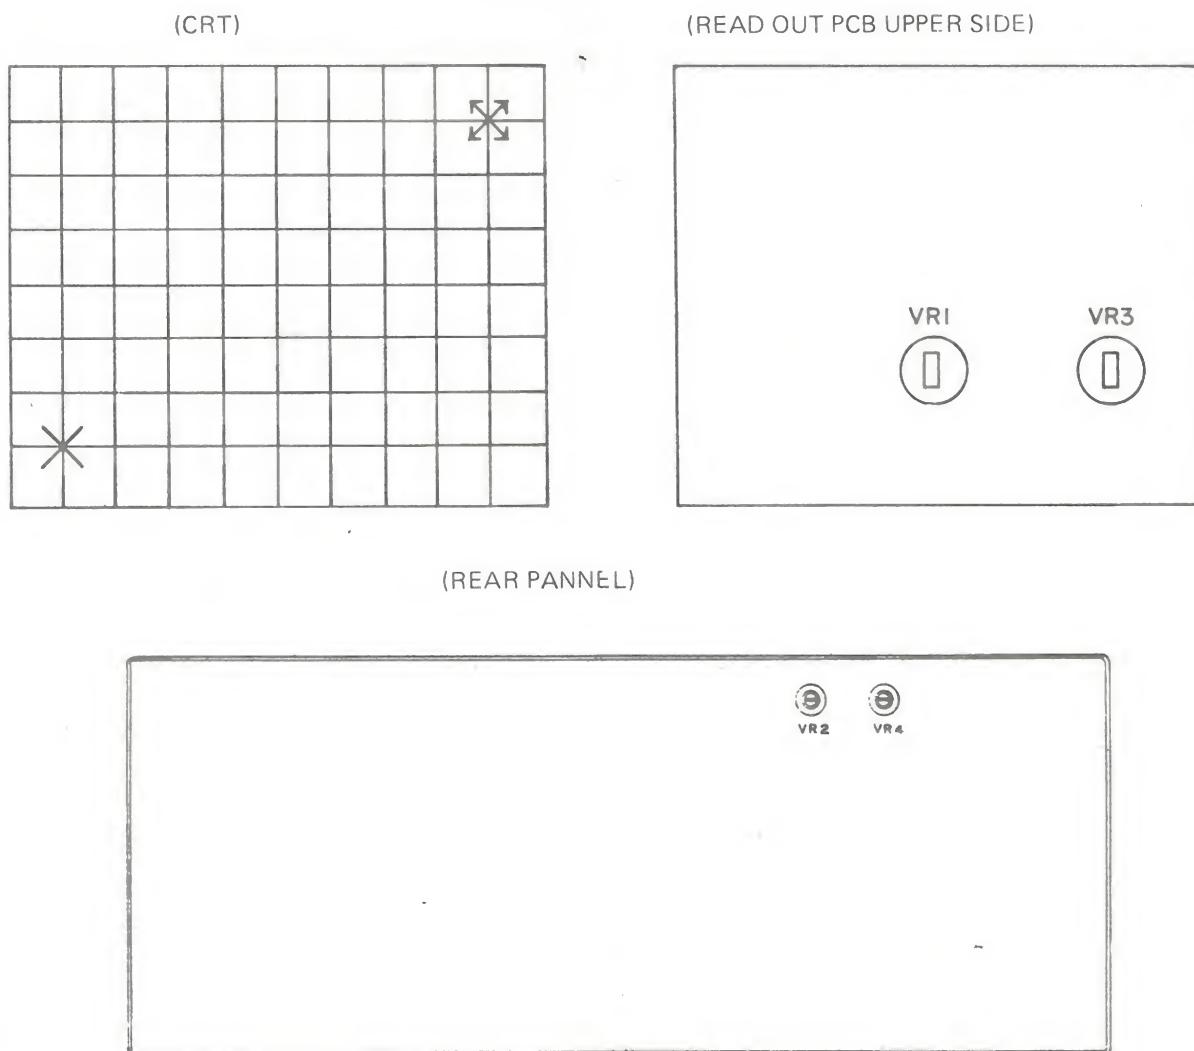 (CRT)
(READ OUT PCB UPPER SIDE)
VR1
VR3
(REAR PANNEL)
VR2
VR4